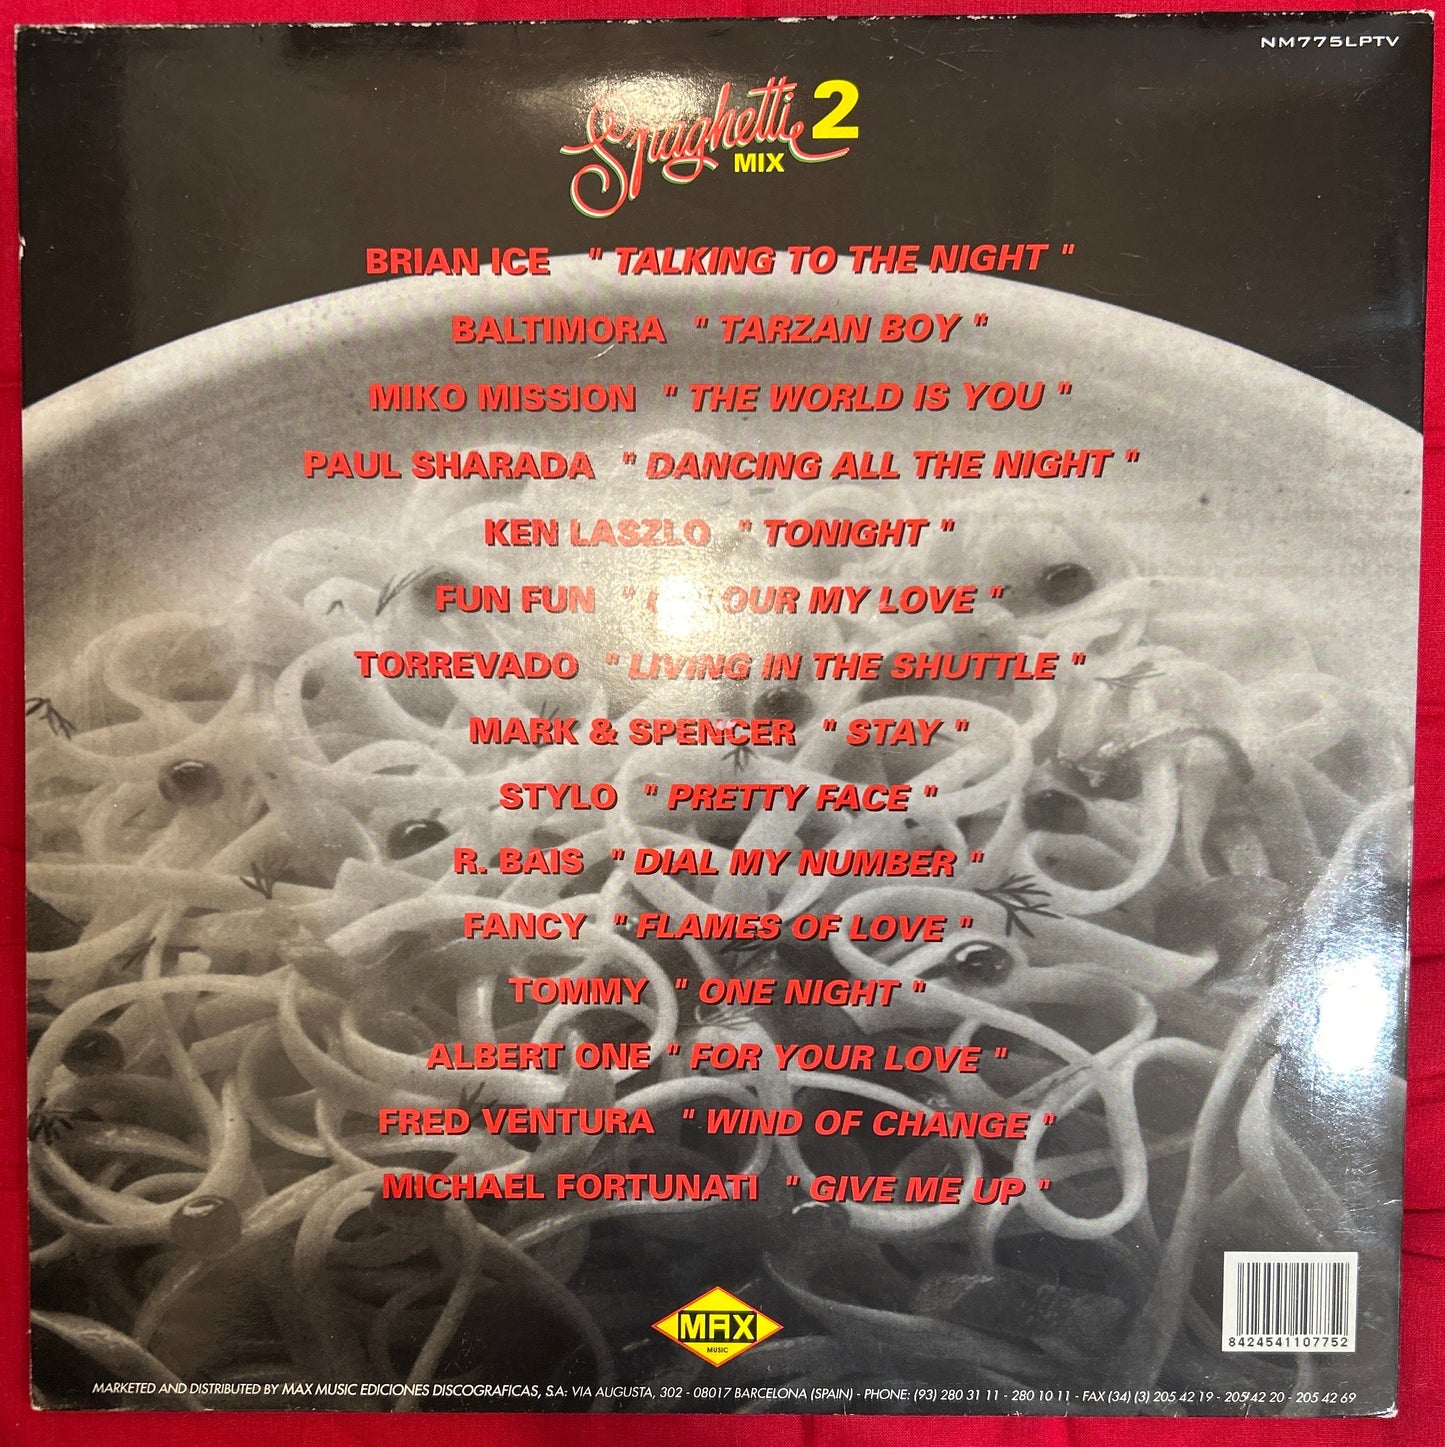 NM775LPTV
Spaghetti 2
MIX
BRIAN ICE " TALKING TO THE NIGHT "
BALTIMORA " TARZAN BOY "
MIKO MISSION " THE WORLD IS YOU "
PAUL SHARADA " DANCING ALL THE NIGHT "
KEN LASZLO " TONIGHT "
FUN FUN " COLOUR MY LOVE "
TORREVADO " LIVING IN THE SHUTTLE "
MARK & SPENCER " STAY "
STYLO " PRETTY FACE "
R. BAIS " DIAL MY NUMBER "
FANCY " FLAMES OF LOVE "
TOMMY " ONE NIGHT "
ALBERT ONE " FOR YOUR LOVE "
FRED VENTURA " WIND OF CHANGE "
MICHAEL FORTUNATI " GIVE ME UP "
MAX
MUSIC
8424541107752
MARKETED AND DISTRIBUTED BY MAX MUSIC EDICIONES DISCOGRAFICAS, S.A: VIA AUGUSTA, 302 - 08017 BARCELONA (SPAIN) - PHONE: (93) 280 31 11 - 280 10 11 - FAX (34) (3) 205 42 19 - 205 42 20 - 205 42 69